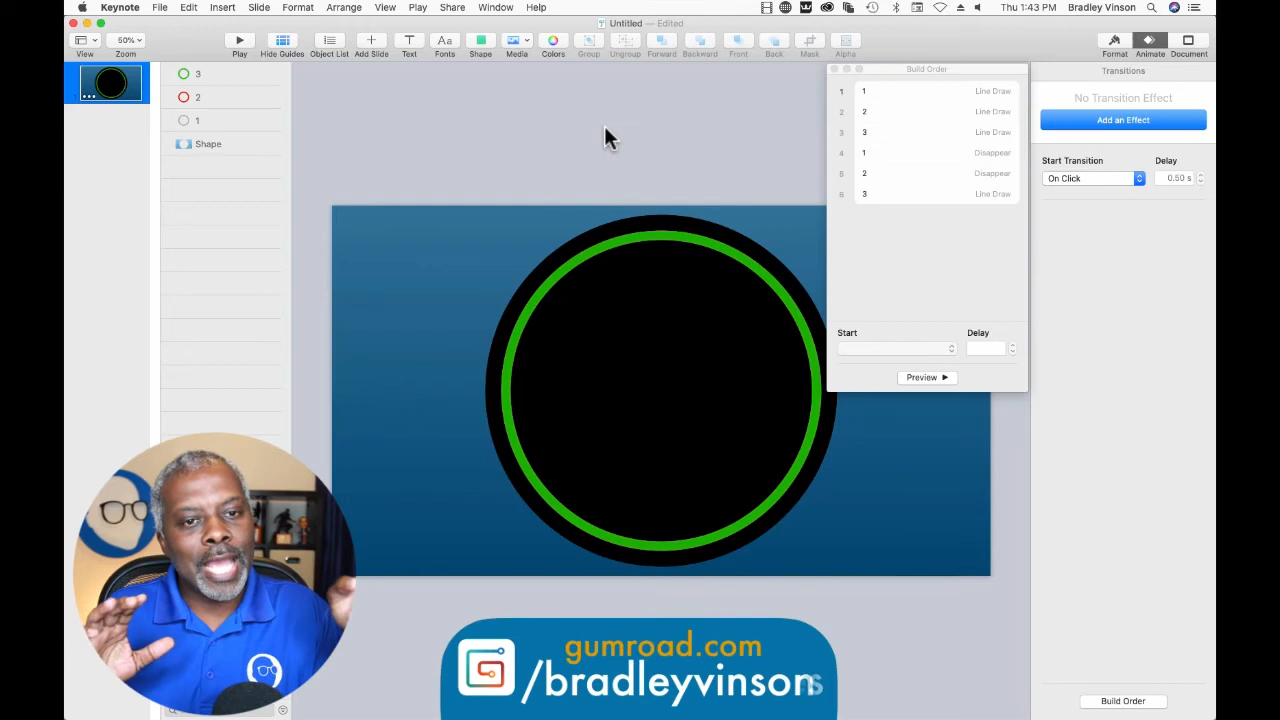 Keynote File Edit Insert Slide Format Arrange View Play Share Window Help Thu 1:43 PM Bradley Vinson
Untitled — Edited
50%
View Zoom Play Hide Guides Object List Add Slide Text Fonts Shape Media Colors Group Ungroup Forward Backward Front Back Mask Alpha Format Animate Document
3
2
1
Shape
Build Order
1 1 Line Draw
2 2 Line Draw
3 3 Line Draw
4 1 Disappear
5 2 Disappear
6 3 Line Draw
Start Delay
Preview
Transitions
No Transition Effect
Add an Effect
Start Transition Delay
On Click 0.50 s
Build Order
gumroad.com
/bradleyvinson